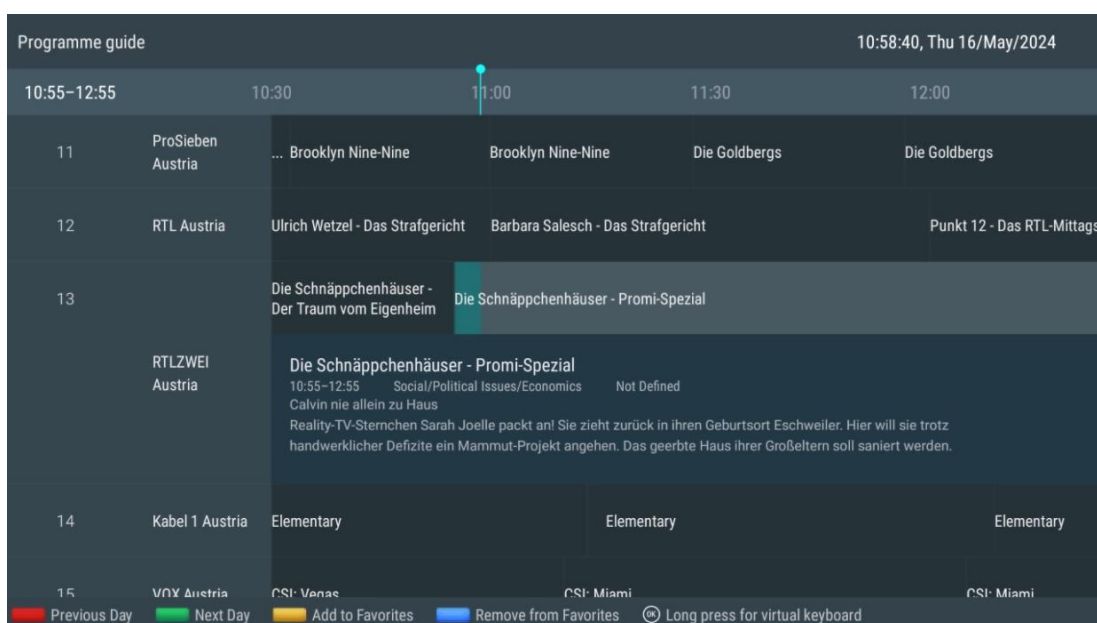 Programme guide 10:58:40, Thu 16/May/2024
10:55–12:55 10:30 11:00 11:30 12:00
11 ProSieben Austria ... Brooklyn Nine-Nine Brooklyn Nine-Nine Die Goldbergs Die Goldbergs
12 RTL Austria Ulrich Wetzel - Das Strafgericht Barbara Salesch - Das Strafgericht Punkt 12 - Das RTL-Mittags
13 Die Schnäppchenhäuser - Der Traum vom Eigenheim Die Schnäppchenhäuser - Promi-Spezial
RTLZWEI Austria
Die Schnäppchenhäuser - Promi-Spezial
10:55–12:55 Social/Political Issues/Economics Not Defined
Calvin nie allein zu Haus
Reality-TV-Sternchen Sarah Joelle packt an! Sie zieht zurück in ihren Geburtsort Eschweiler. Hier will sie trotz
handwerklicher Defizite ein Mammut-Projekt angehen. Das geerbte Haus ihrer Großeltern soll saniert werden.
14 Kabel 1 Austria Elementary Elementary Elementary
15 VOX Austria CSI: Vegas CSI: Miami CSI: Miami
Previous Day Next Day Add to Favorites Remove from Favorites OK Long press for virtual keyboard